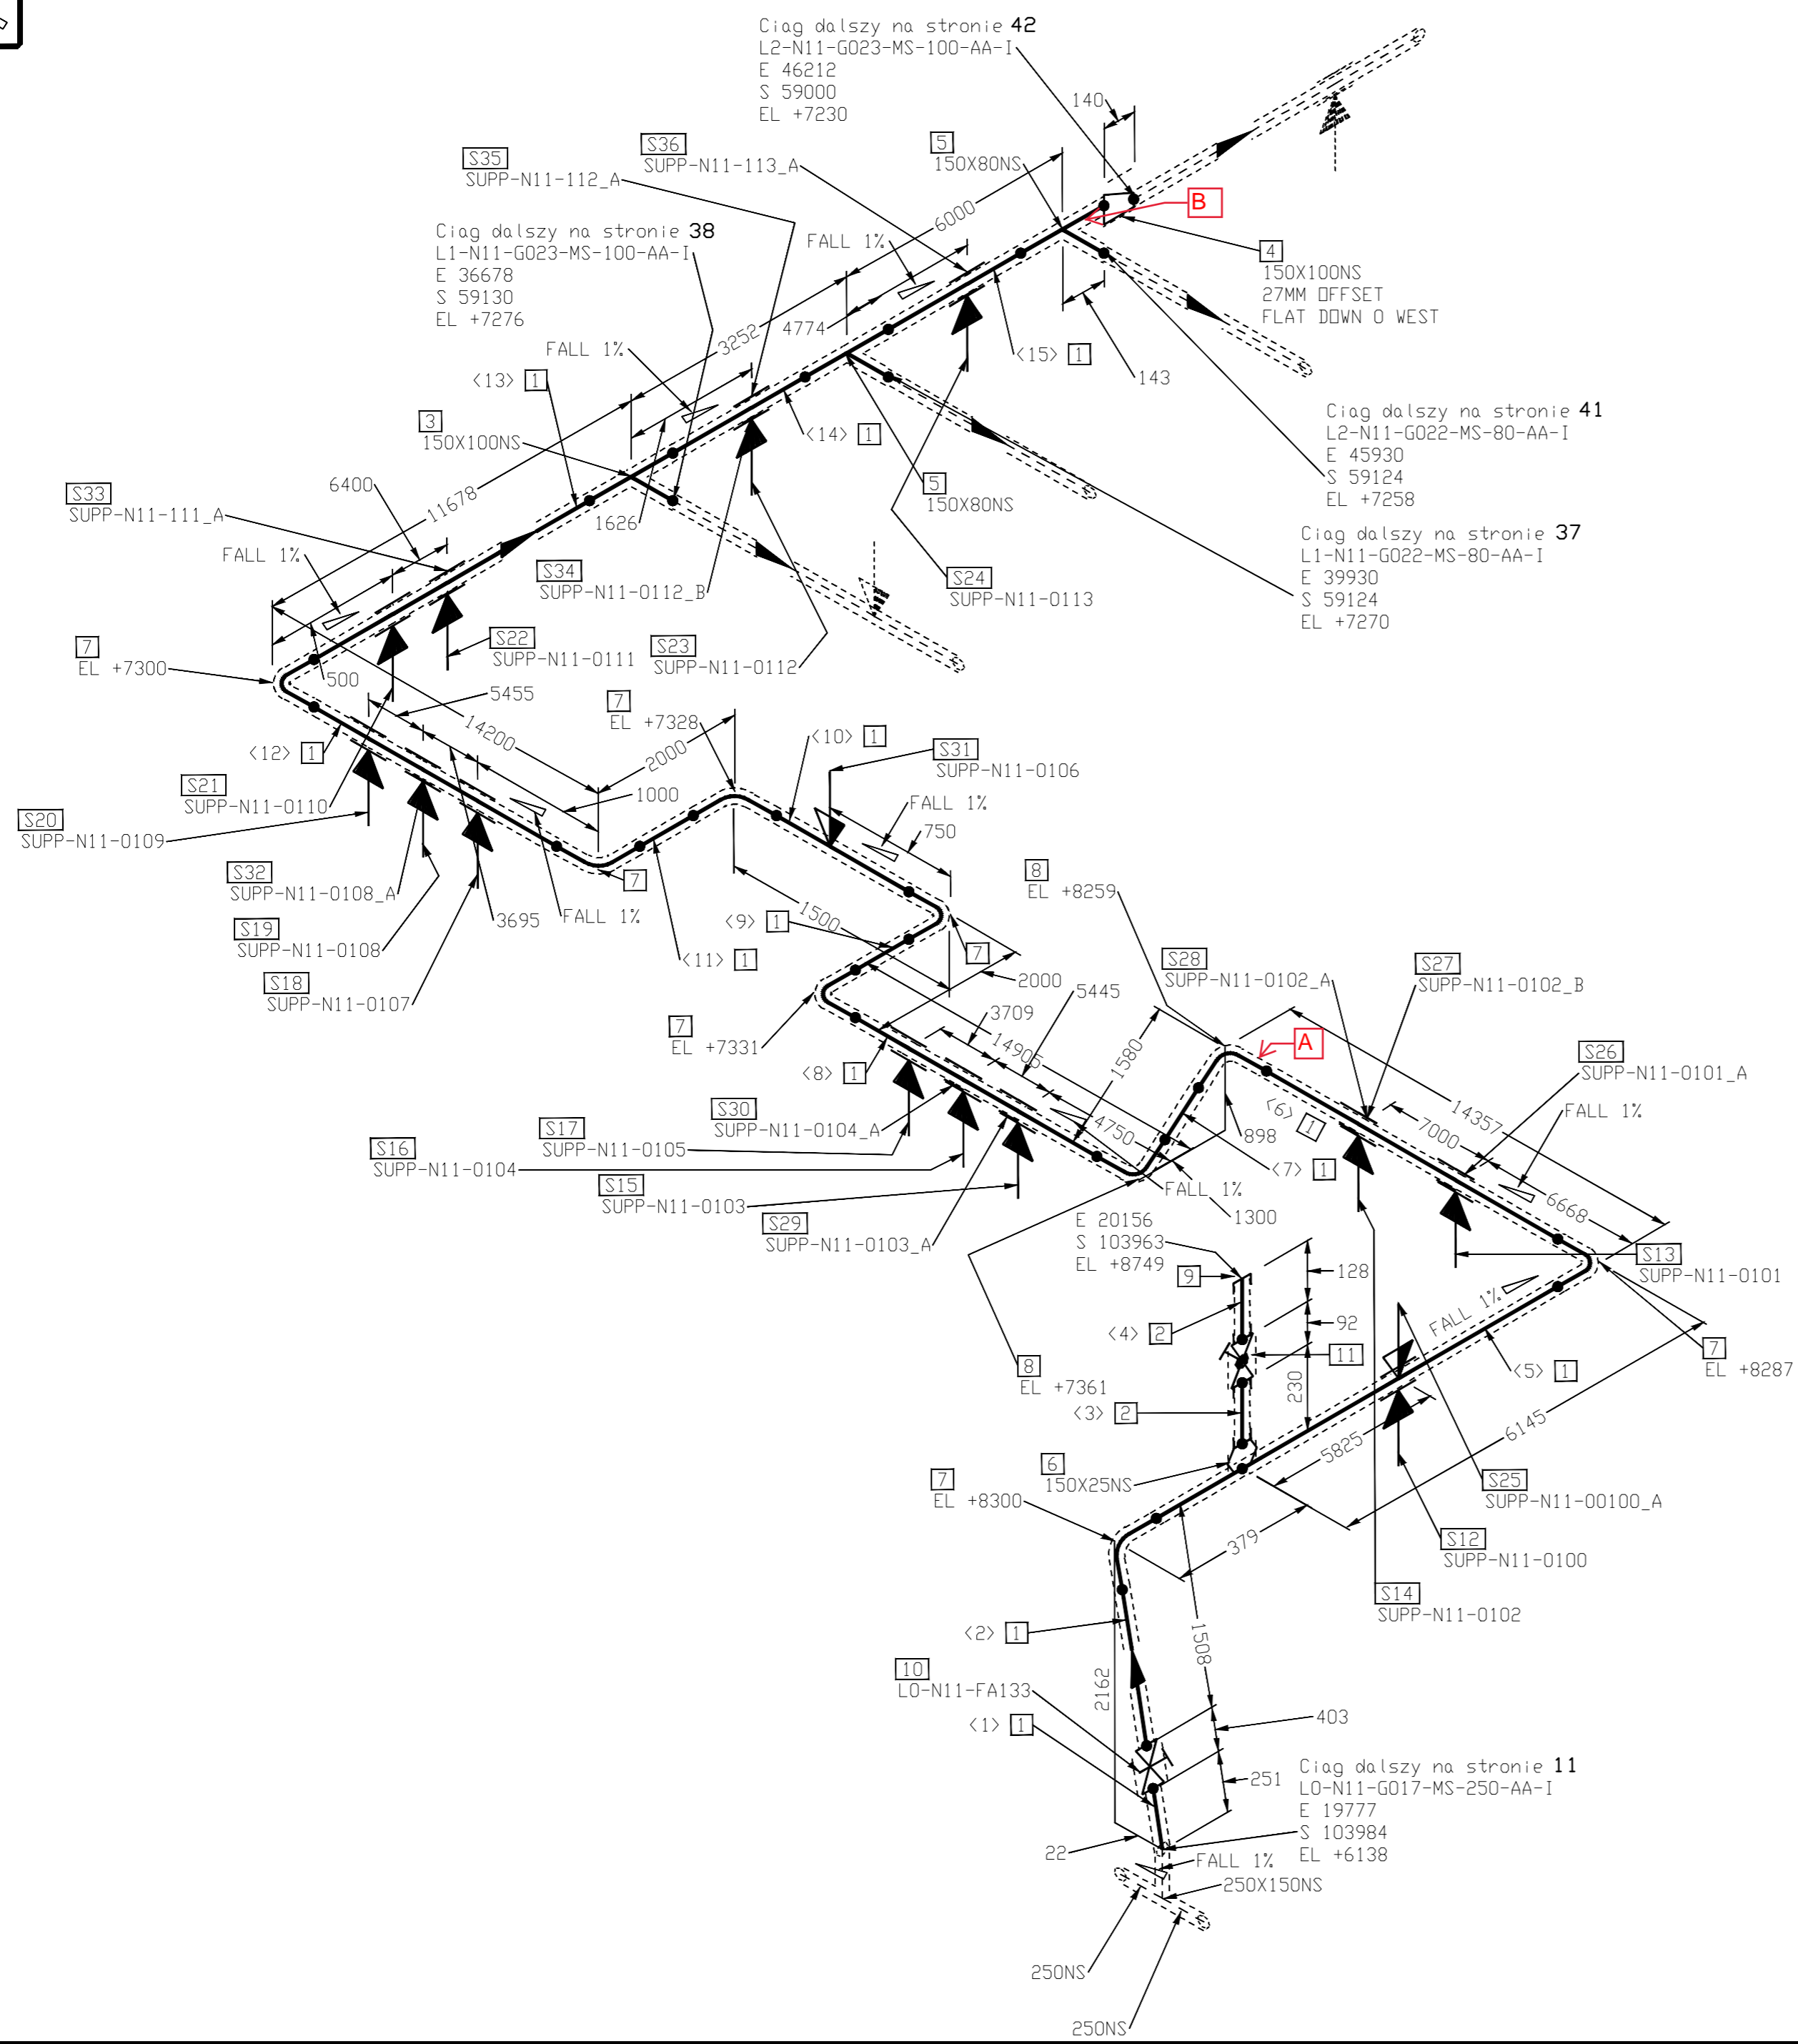 Ciag dalszy na stronie 42
L2-N11-G023-MS-100-AA-I
E 46212
S 59000
EL +7230
140
S36
SUPP-N11-113_A
5
150X80NS
S35
SUPP-N11-112_A
B
6000
Ciag dalszy na stronie 38
L1-N11-G023-MS-100-AA-I
E 36678
S 59130
EL +7276
FALL 1%
4
150X100NS
27MM OFFSET
FLAT DOWN O WEST
4774
3252
FALL 1%
<15> 1
143
<13> 1
3
150X100NS
<14> 1
Ciag dalszy na stronie 41
L2-N11-G022-MS-80-AA-I
E 45930
S 59124
EL +7258
5
150X80NS
6400
11678
1626
S33
SUPP-N11-111_A
Ciag dalszy na stronie 37
L1-N11-G022-MS-80-AA-I
E 39930
S 59124
EL +7270
FALL 1%
S34
SUPP-N11-0112_B
S24
SUPP-N11-0113
S22
SUPP-N11-0111
S23
SUPP-N11-0112
7
EL +7300
500
5455
7
EL +7328
14200
2000
<12> 1
<10> 1
S31
SUPP-N11-0106
S21
SUPP-N11-0110
1000
FALL 1%
750
S20
SUPP-N11-0109
S32
SUPP-N11-0108_A
7
8
EL +8259
S19
SUPP-N11-0108
3695
FALL 1%
1500
<9> 1
7
S18
SUPP-N11-0107
<11> 1
2000
S28
SUPP-N11-0102_A
S27
SUPP-N11-0102_B
5445
3709
7
EL +7331
14905
1580
A
S26
SUPP-N11-0101_A
<8> 1
FALL 1%
14357
S30
SUPP-N11-0104_A
<6> 1
7000
S17
SUPP-N11-0105
4750
898
S16
SUPP-N11-0104
<7> 1
S15
SUPP-N11-0103
FALL 1%
1300
6668
S29
SUPP-N11-0103_A
E 20156
S 103963
EL +8749
S13
SUPP-N11-0101
9
128
FALL 1%
<4> 2
92
11
7
EL +8287
8
EL +7361
<5> 1
230
<3> 2
6145
5825
6
150X25NS
S25
SUPP-N11-00100_A
7
EL +8300
379
S12
SUPP-N11-0100
S14
SUPP-N11-0102
<2> 1
1508
10
L0-N11-FA133
2162
<1> 1
403
251
Ciag dalszy na stronie 11
L0-N11-G017-MS-250-AA-I
E 19777
S 103984
EL +6138
22
FALL 1%
250X150NS
250NS
250NS